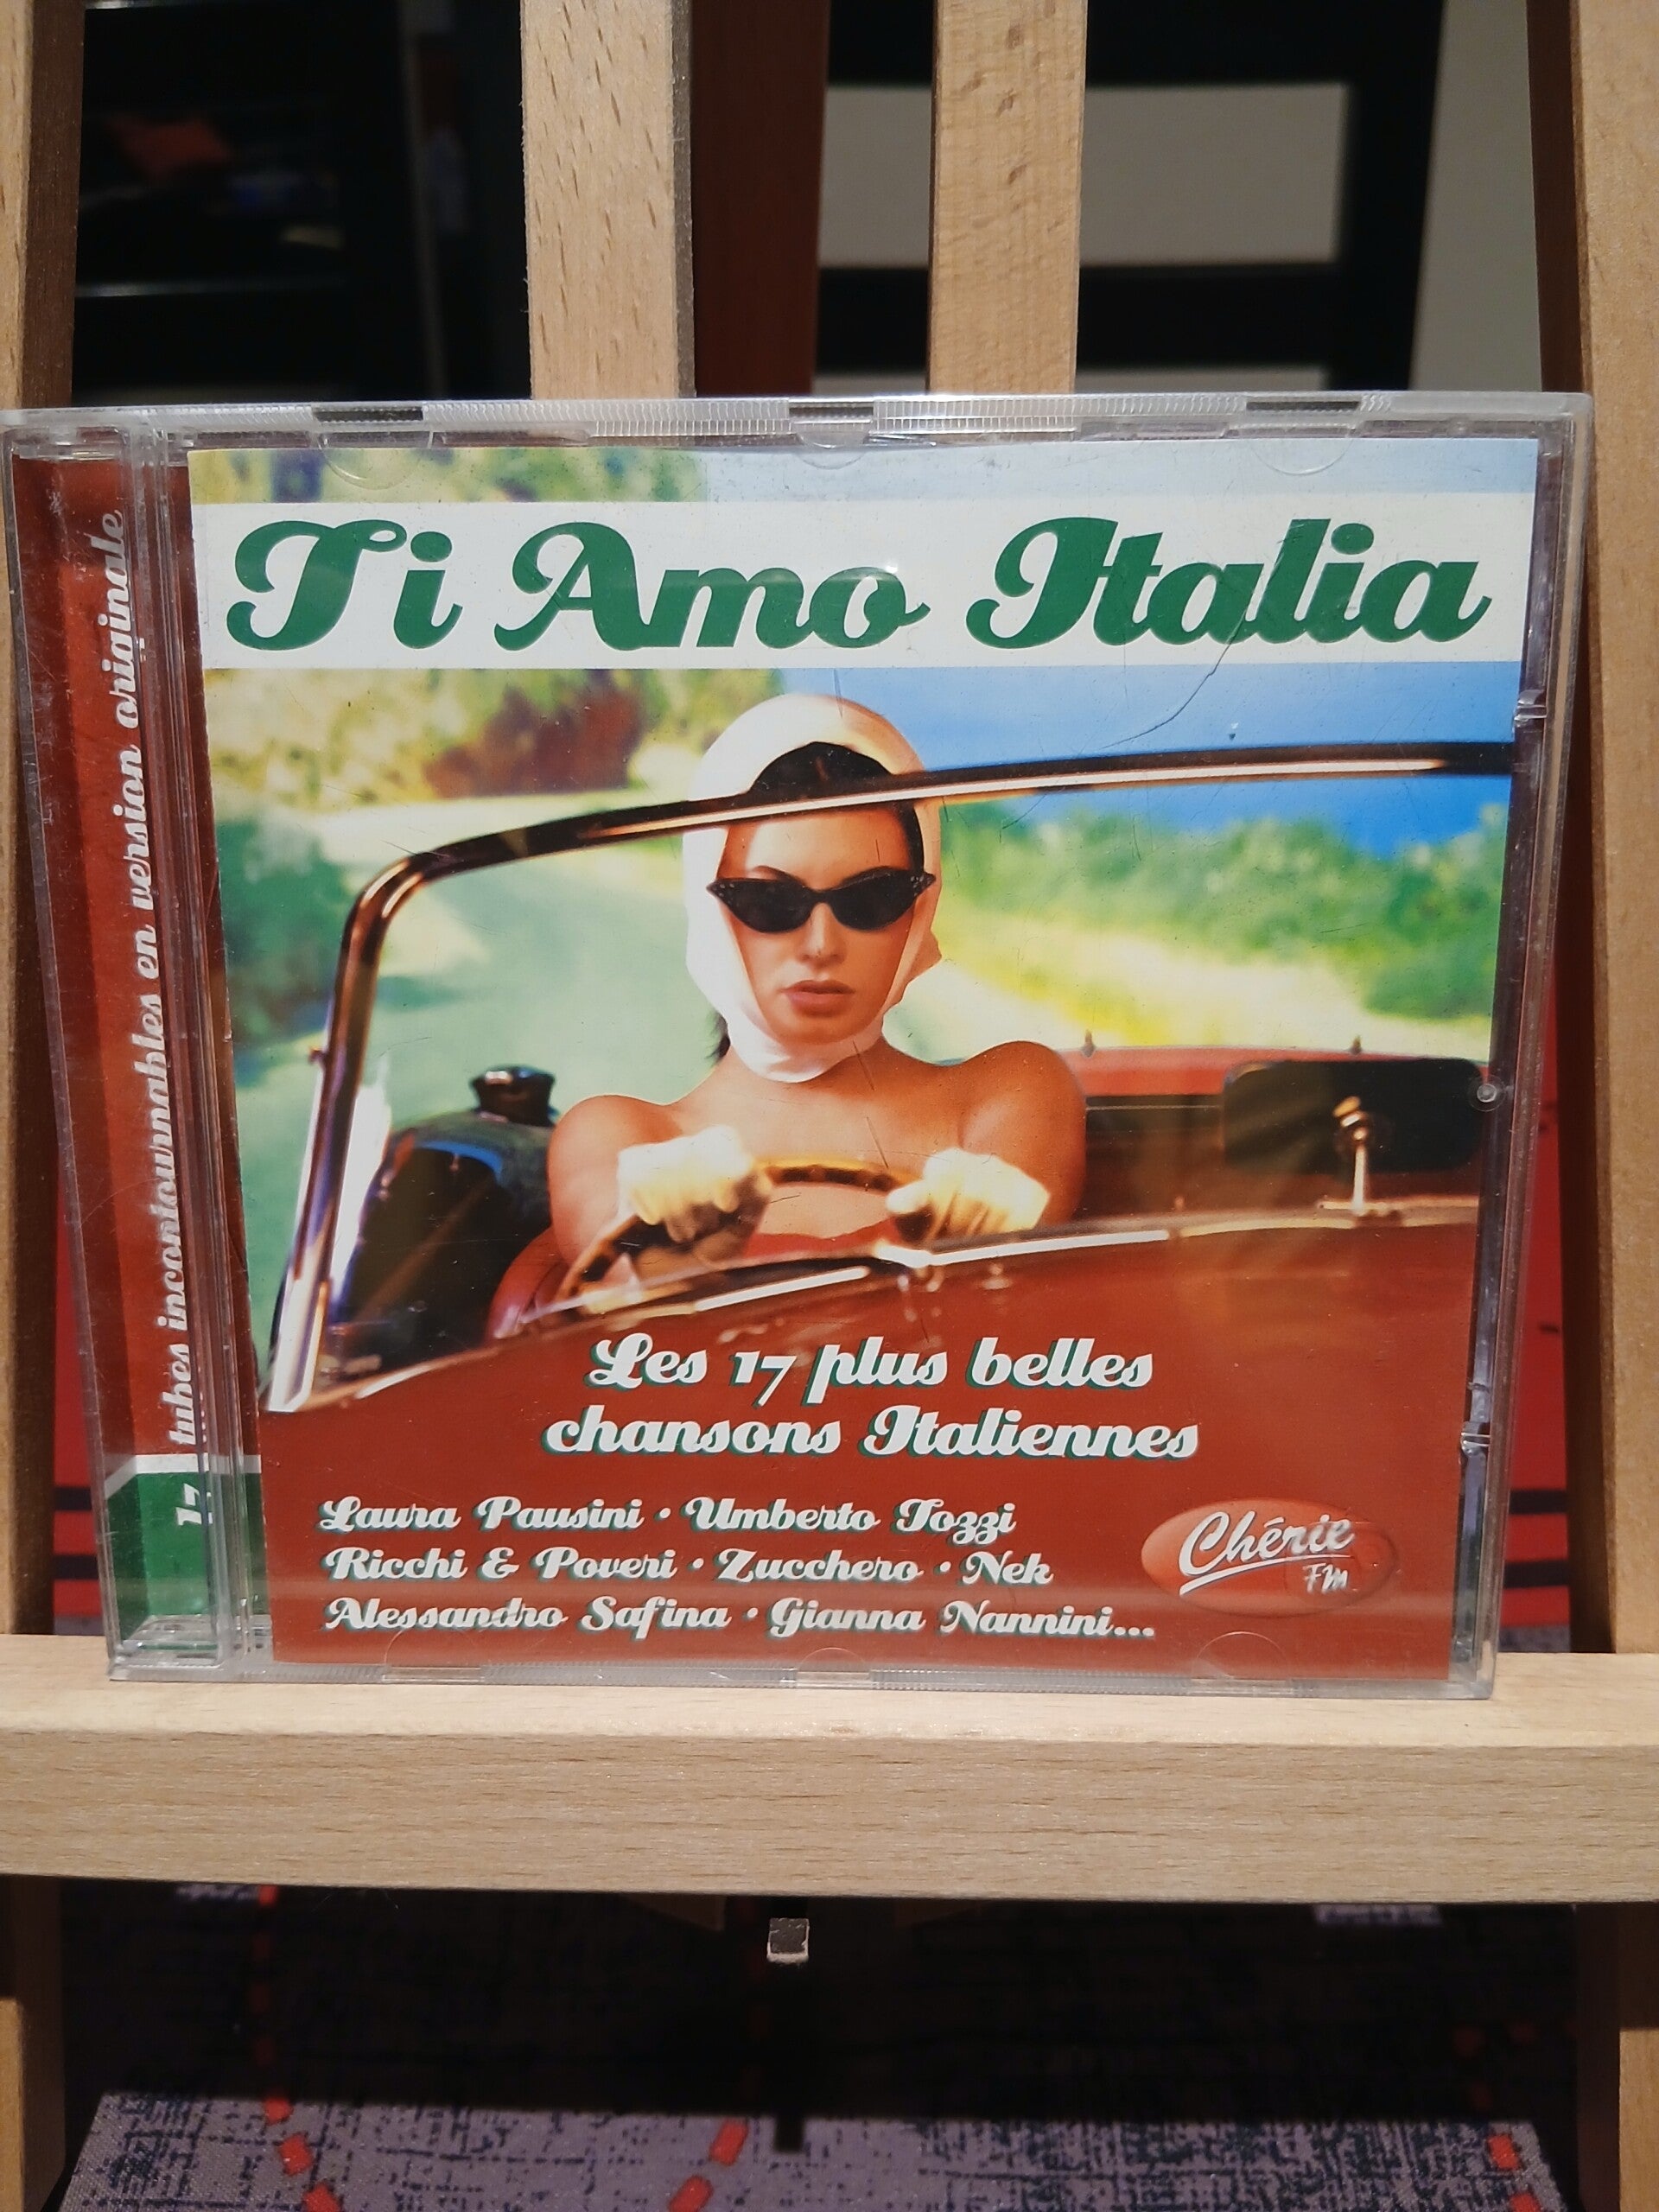 Ti Amo Italia
17 tubes incontournables en version originale
Les 17 plus belles
chansons Italiennes
Laura Pausini • Umberto Tozzi
Ricchi & Poveri • Zucchero • Nek
Alessandro Safina • Gianna Nannini...
Chérie
FM